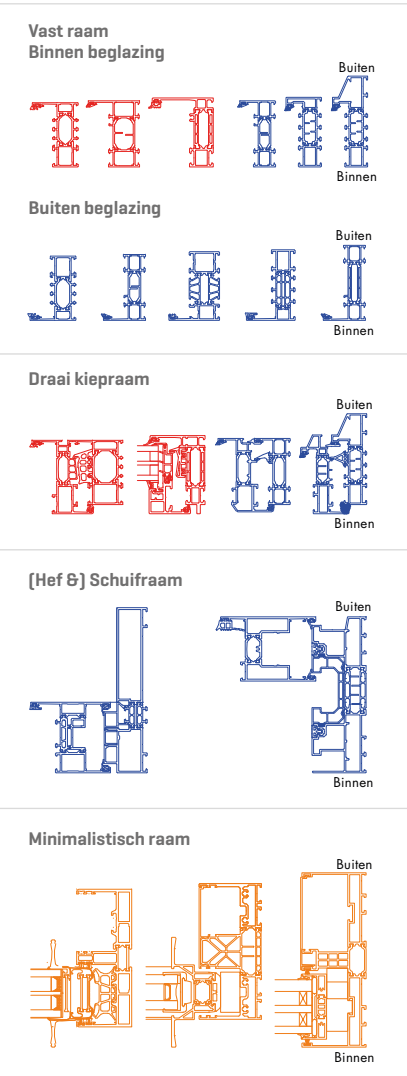 Vast raam
Binnen beglazing
Buiten
Binnen
Buiten beglazing
Buiten
Binnen
Draai kiepraam
Buiten
Binnen
(Hef &) Schuifraam
Buiten
Binnen
Minimalistisch raam
Buiten
Binnen